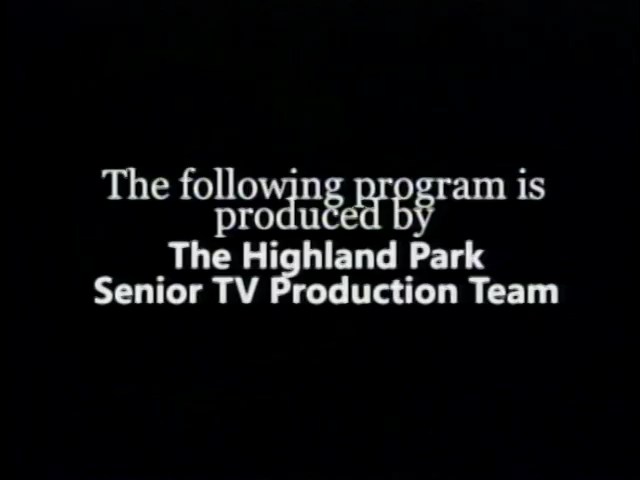 The following program is
produced by
The Highland Park
Senior TV Production Team